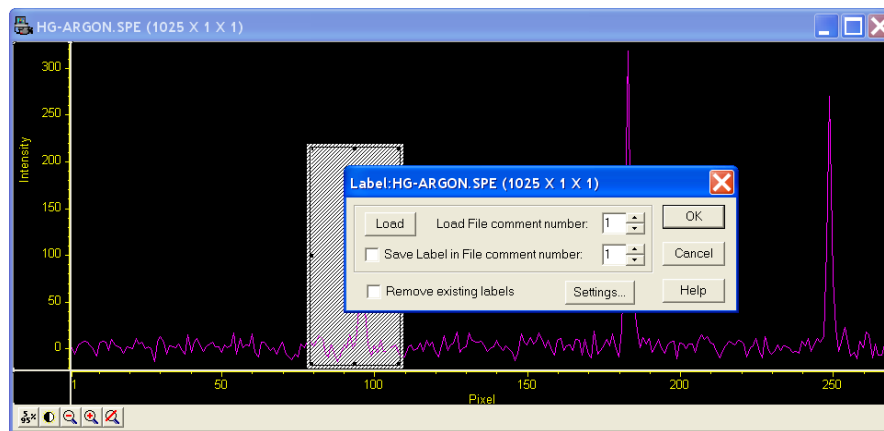 HG-ARGON.SPE (1025 X 1 X 1)
300
250
200
150
100
50
0
Intensity
Label:HG-ARGON.SPE (1025 X 1 X 1)
Load
Load File comment number:
1
OK
Save Label in File comment number:
1
Cancel
Remove existing labels
Settings...
Help
1
50
100
150
200
250
Pixel
5
95%